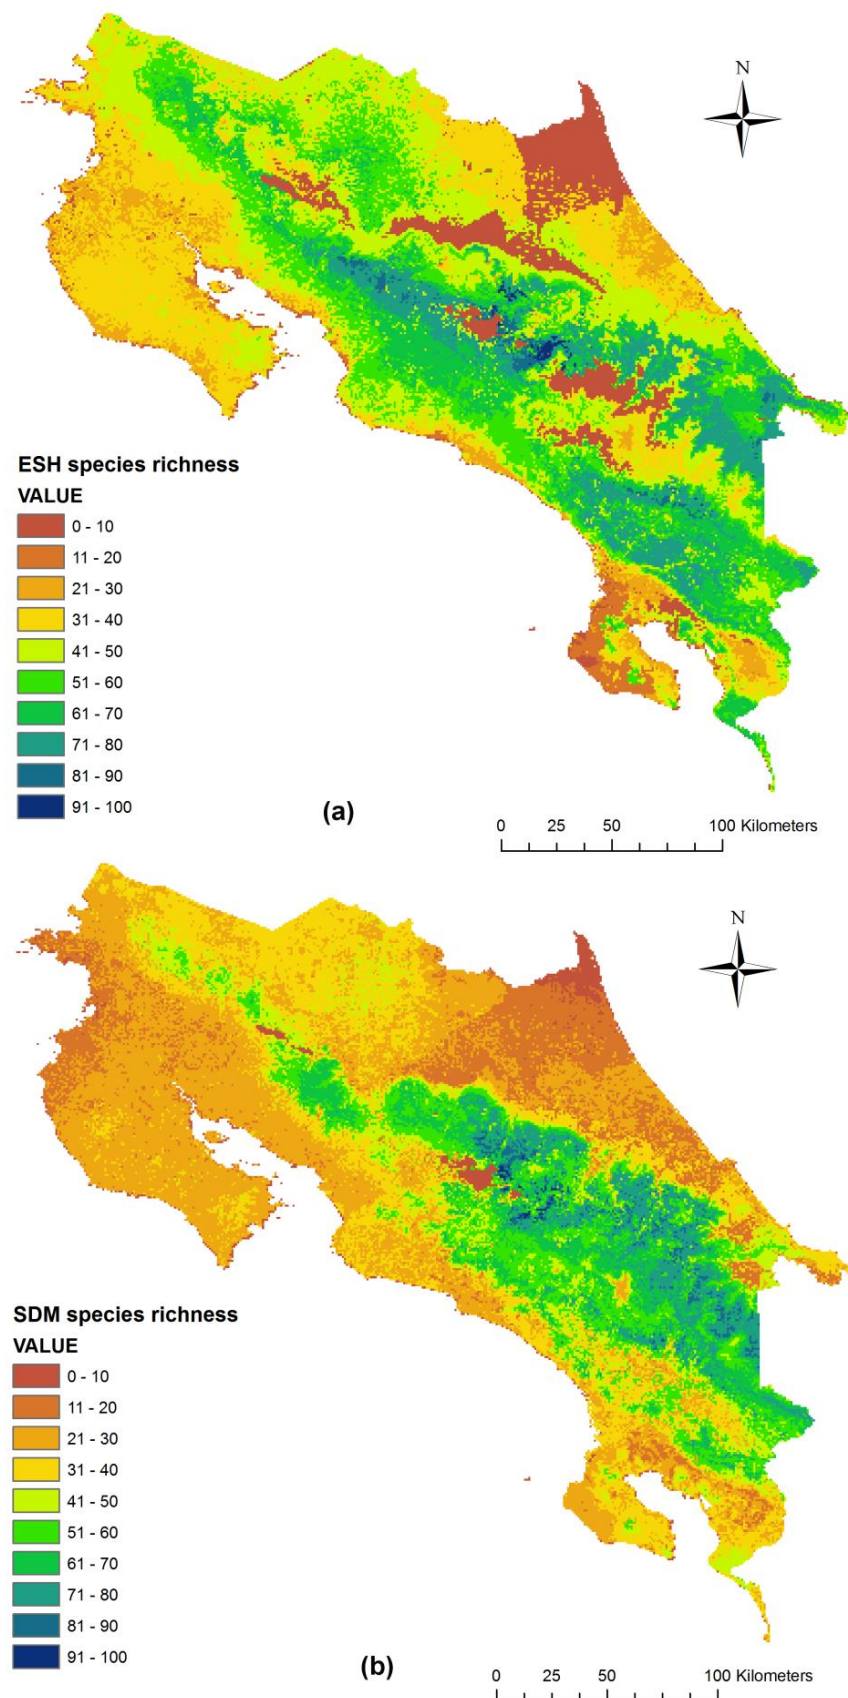 N
ESH species richness
VALUE
0 - 10
11 - 20
21 - 30
31 - 40
41 - 50
51 - 60
61 - 70
71 - 80
81 - 90
91 - 100
(a)
0 25 50 100 Kilometers
N
SDM species richness
VALUE
0 - 10
11 - 20
21 - 30
31 - 40
41 - 50
51 - 60
61 - 70
71 - 80
81 - 90
91 - 100
(b)
0 25 50 100 Kilometers